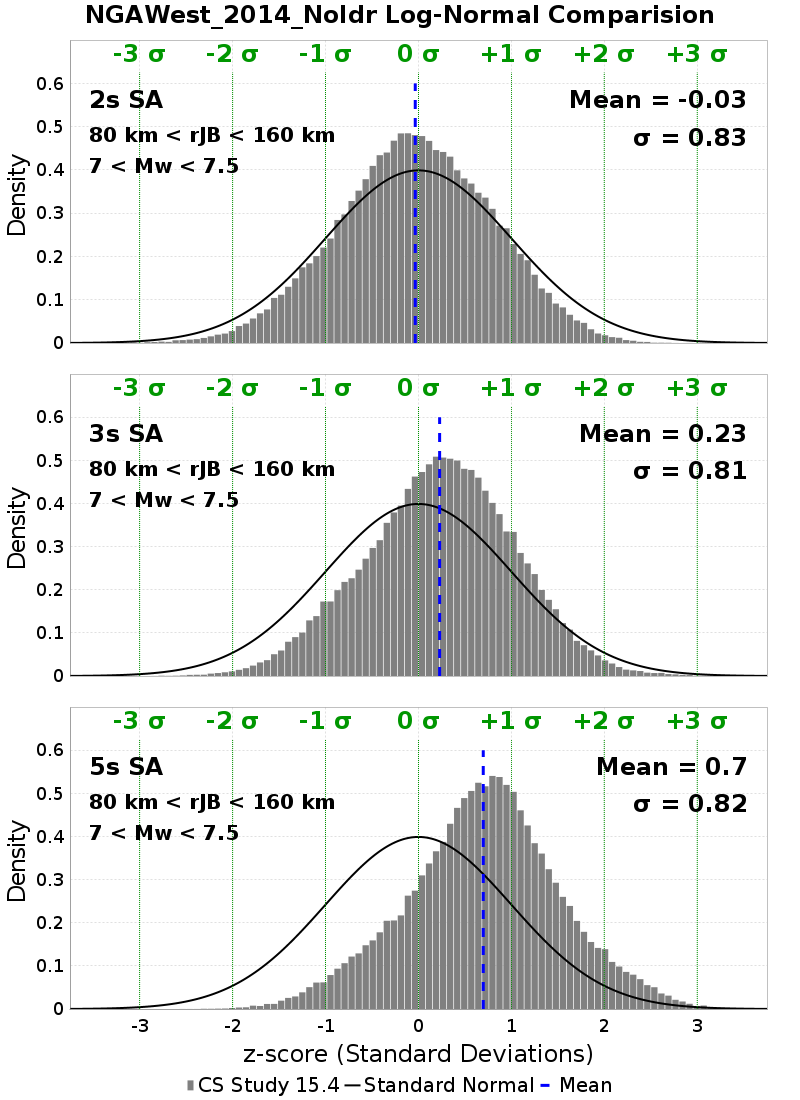 NGAWest_2014_NoIdr Log-Normal Comparision
-3 σ -2 σ -1 σ 0 σ +1 σ +2 σ +3 σ
0.6
2s SA Mean = -0.03
0.5 80 km < rJB < 160 km σ = 0.83
0.4 7 < Mw < 7.5
Density
0.3
0.2
0.1
0
-3 σ -2 σ -1 σ 0 σ +1 σ +2 σ +3 σ
0.6
3s SA Mean = 0.23
0.5 80 km < rJB < 160 km σ = 0.81
0.4 7 < Mw < 7.5
Density
0.3
0.2
0.1
0
-3 σ -2 σ -1 σ 0 σ +1 σ +2 σ +3 σ
0.6
5s SA Mean = 0.7
0.5 80 km < rJB < 160 km σ = 0.82
0.4 7 < Mw < 7.5
Density
0.3
0.2
0.1
0
-3 -2 -1 0 1 2 3
z-score (Standard Deviations)
CS Study 15.4 Standard Normal Mean